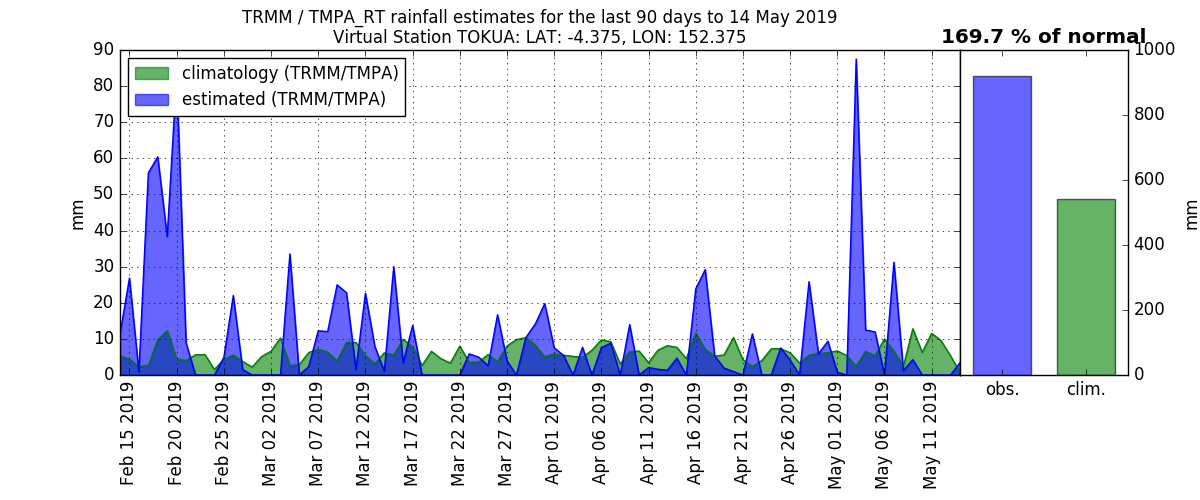 TRMM / TMPA_RT rainfall estimates for the last 90 days to 14 May 2019
Virtual Station TOKUA: LAT: -4.375, LON: 152.375
169.7 % of normal
climatology (TRMM/TMPA)
estimated (TRMM/TMPA)
90
80
70
60
50
40
30
20
10
0
mm
Feb 15 2019
Feb 20 2019
Feb 25 2019
Mar 02 2019
Mar 07 2019
Mar 12 2019
Mar 17 2019
Mar 22 2019
Mar 27 2019
Apr 01 2019
Apr 06 2019
Apr 11 2019
Apr 16 2019
Apr 21 2019
Apr 26 2019
May 01 2019
May 06 2019
May 11 2019
obs.
clim.
1000
800
600
400
200
0
mm